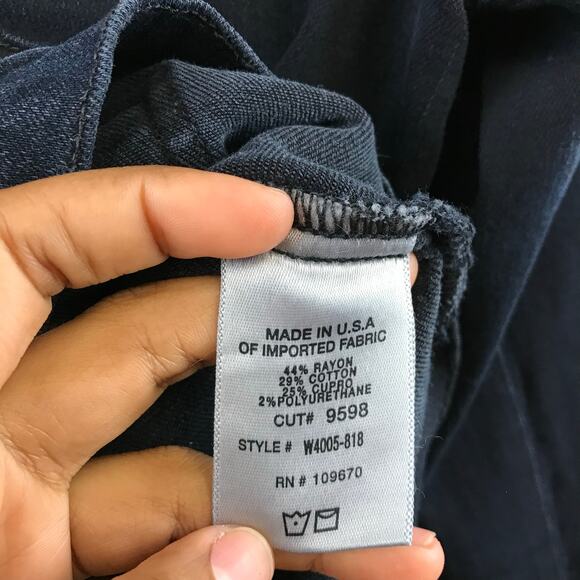 MADE IN U.S.A
OF IMPORTED FABRIC
44% RAYON
29% COTTON
25% CUPRO
2%POLYURETHANE
CUT# 9598
STYLE # W4005-818
RN # 109670